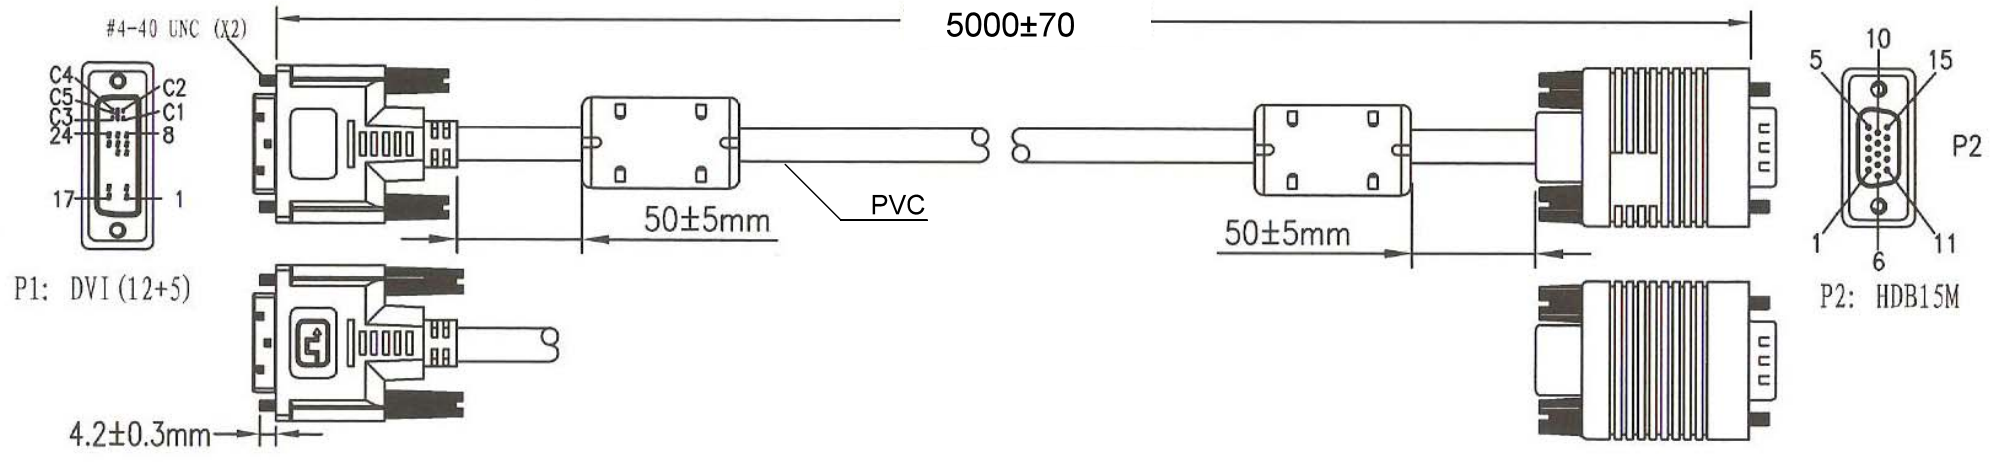 5000±70
#4-40 UNC (X2)
C4
C5
C3
24
17
C2
C1
8
1
P1: DVI(12+5)
50±5mm
PVC
50±5mm
4.2±0.3mm
10
5
15
P2
1
11
6
P2: HDB15M